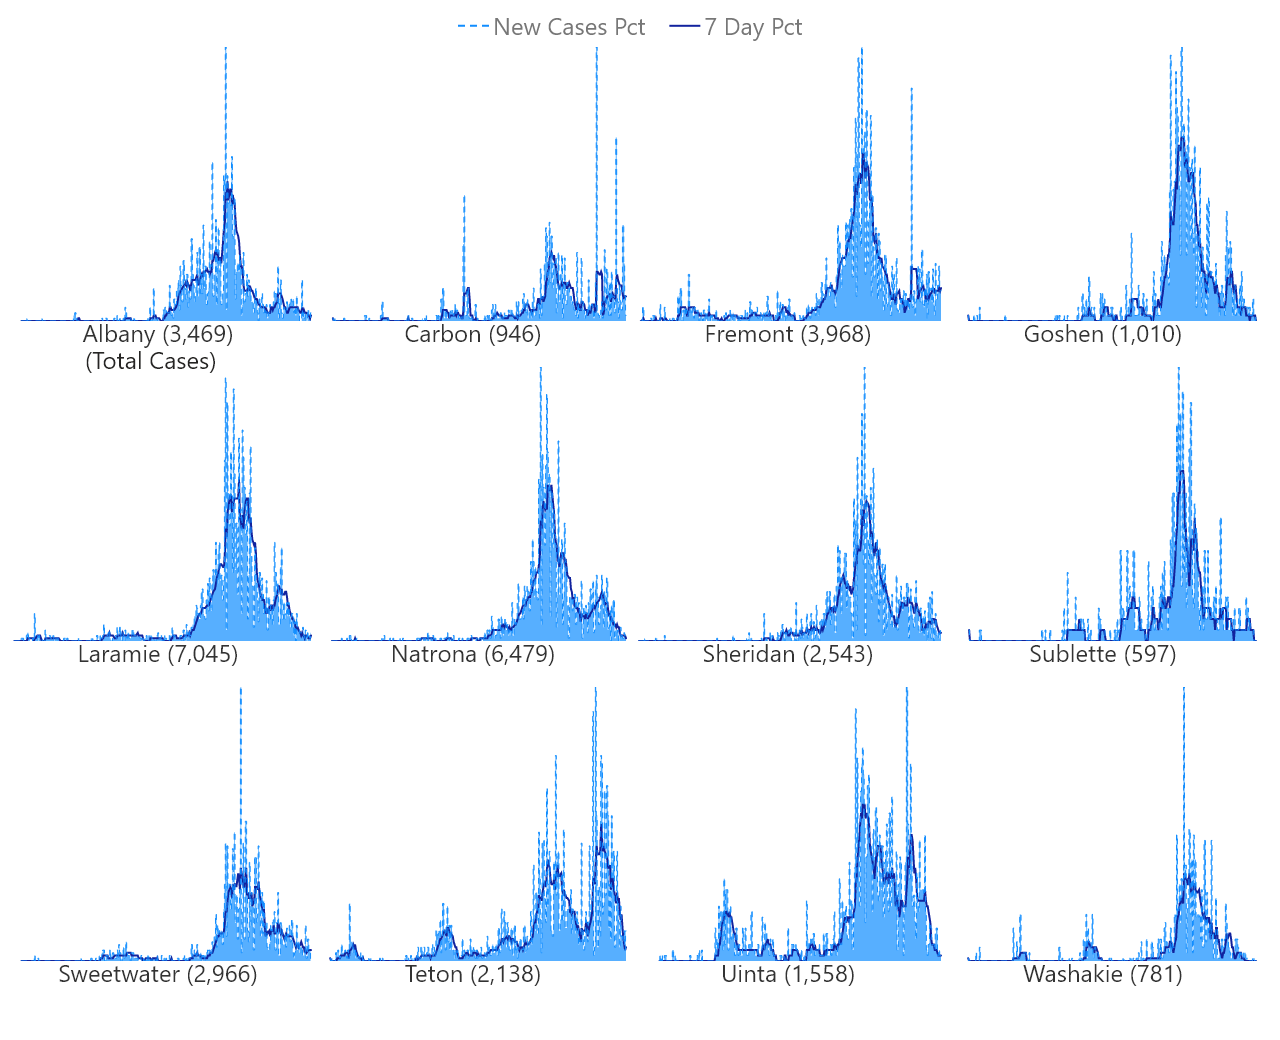 New Cases Pct 7 Day Pct
Albany (3,469) Carbon (946) Fremont (3,968) Goshen (1,010)
(Total Cases)
Laramie (7,045) Natrona (6,479) Sheridan (2,543) Sublette (597)
Sweetwater (2,966) Teton (2,138) Uinta (1,558) Washakie (781)